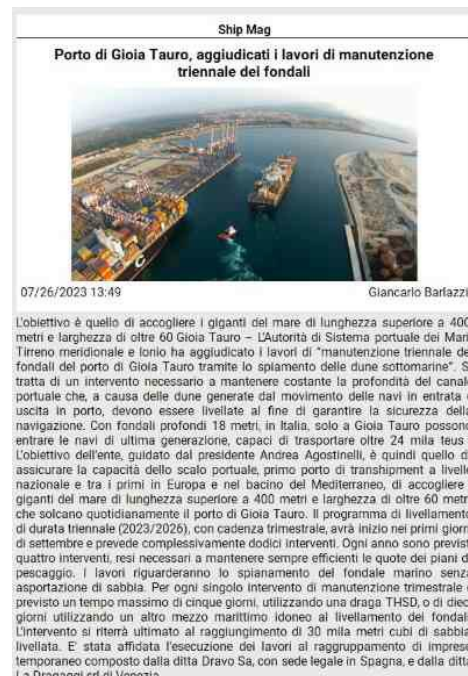 Ship Mag
Porto di Gioia Tauro, aggiudicati i lavori di manutenzione
triennale dei fondali
07/26/2023 13:49 Giancarlo Barlazzi
L'obiettivo è quello di accogliere i giganti del mare di lunghezza superiore a 400
metri e larghezza di oltre 60 Gioia Tauro – L'Autorità di Sistema portuale dei Mari
Tirreno meridionale e Ionio ha aggiudicato i lavori di "manutenzione triennale dei
fondali del porto di Gioia Tauro tramite lo spiamento delle dune sottomarine". Si
tratta di un intervento necessario a mantenere costante la profondità del canale
portuale che, a causa delle dune generate dal movimento delle navi in entrata e
uscita in porto, devono essere livellate al fine di garantire la sicurezza della
navigazione. Con fondali profondi 18 metri, in Italia, solo a Gioia Tauro possono
entrare le navi di ultima generazione, capaci di trasportare oltre 24 mila teus .
L'obiettivo dell'ente, guidato dal presidente Andrea Agostinelli, è quindi quello di
assicurare la capacità dello scalo portuale, primo porto di transhipment a livello
nazionale e tra i primi in Europa e nel bacino del Mediterraneo, di accogliere i
giganti del mare di lunghezza superiore a 400 metri e larghezza di oltre 60 metri
che solcano quotidianamente il porto di Gioia Tauro. Il programma di livellamento
di durata triennale (2023/2026), con cadenza trimestrale, avrà inizio nei primi giorni
di settembre e prevede complessivamente dodici interventi. Ogni anno sono previsti
quattro interventi, resi necessari a mantenere sempre efficienti le quote dei piani di
pescaggio. I lavori riguarderanno lo spianamento del fondale marino senza
asportazione di sabbia. Per ogni singolo intervento di manutenzione trimestrale è
previsto un tempo massimo di cinque giorni, utilizzando una draga THSD, o di dieci
giorni utilizzando un altro mezzo marittimo idoneo al livellamento dei fondali.
L'intervento si riterrà ultimato al raggiungimento di 30 mila metri cubi di sabbia
livellata. E' stata affidata l'esecuzione dei lavori al raggruppamento di imprese
temporaneo composto dalla ditta Dravo Sa, con sede legale in Spagna, e dalla ditta
La Dragaggi srl di Venezia.